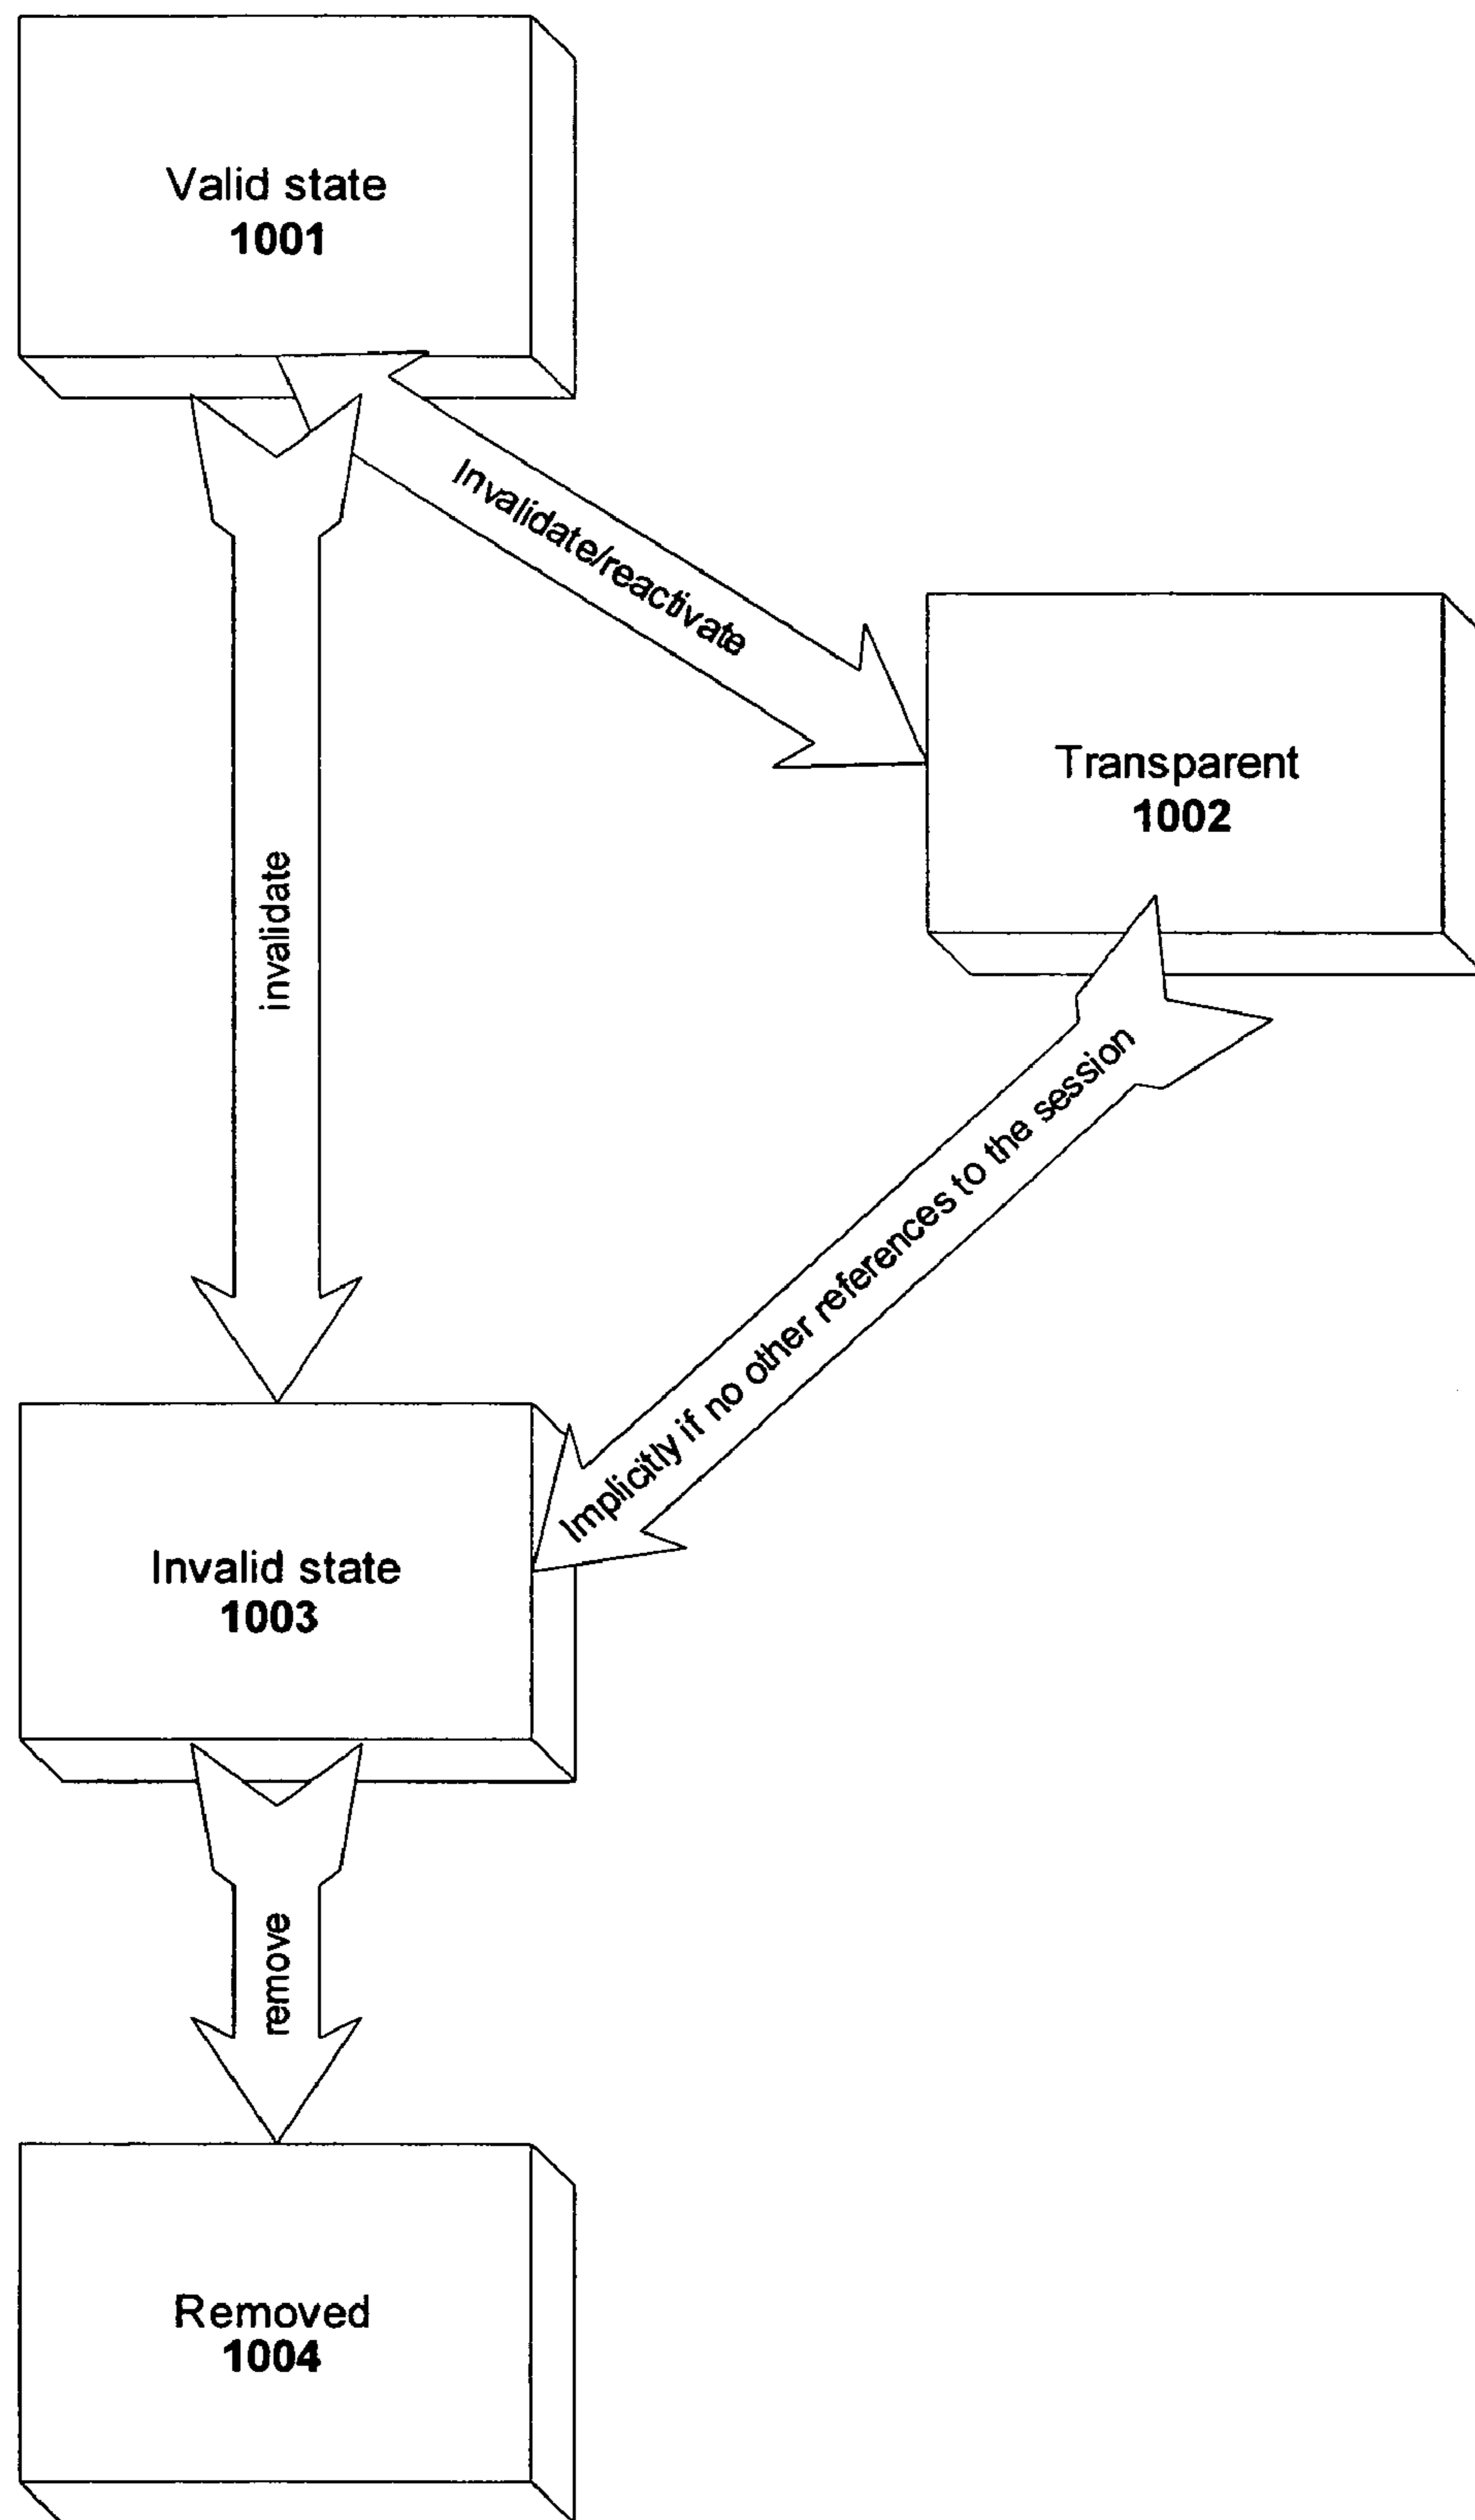 Valid state
1001
Invalidate/reactivate
Transparent
1002
invalidate
Implicitly if no other references to the session
Invalid state
1003
remove
Removed
1004